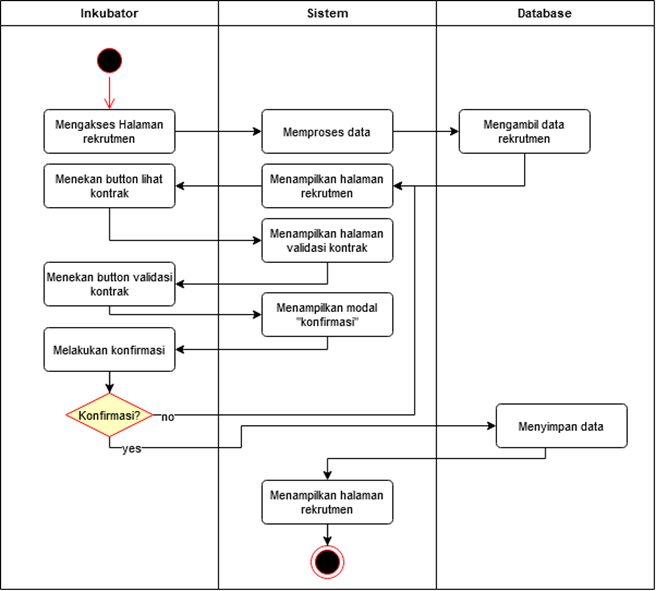 Inkubator
Sistem
Database
Mengakses Halaman
rekrutmen
Memproses data
Mengambil data
rekrutmen
Menekan button lihat
kontrak
Menampilkan halaman
rekrutmen
Menampilkan halaman
validasi kontrak
Menekan button validasi
kontrak
Menampilkan modal
"konfirmasi"
Melakukan konfirmasi
Konfirmasi?
no
yes
Menyimpan data
Menampilkan halaman
rekrutmen